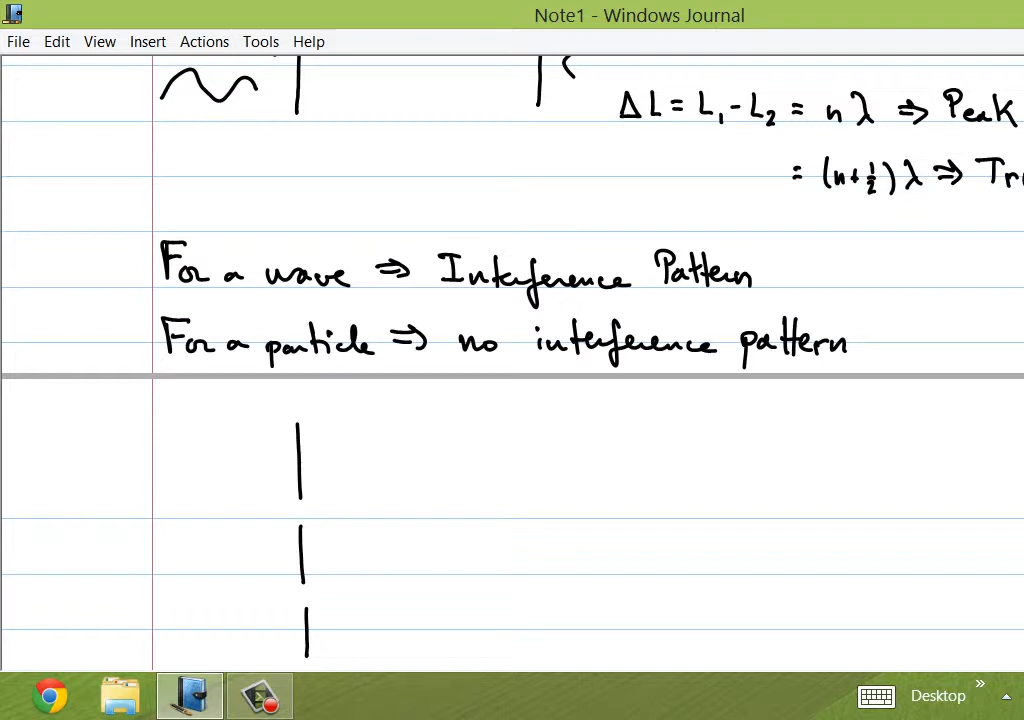 Note1 - Windows Journal
File Edit View Insert Actions Tools Help
ΔL = L₁ - L₂ = nλ ⇒ Peak
= (n+½)λ ⇒
For a wave ⇒ Interference Pattern
For a particle ⇒ no interference pattern
Desktop